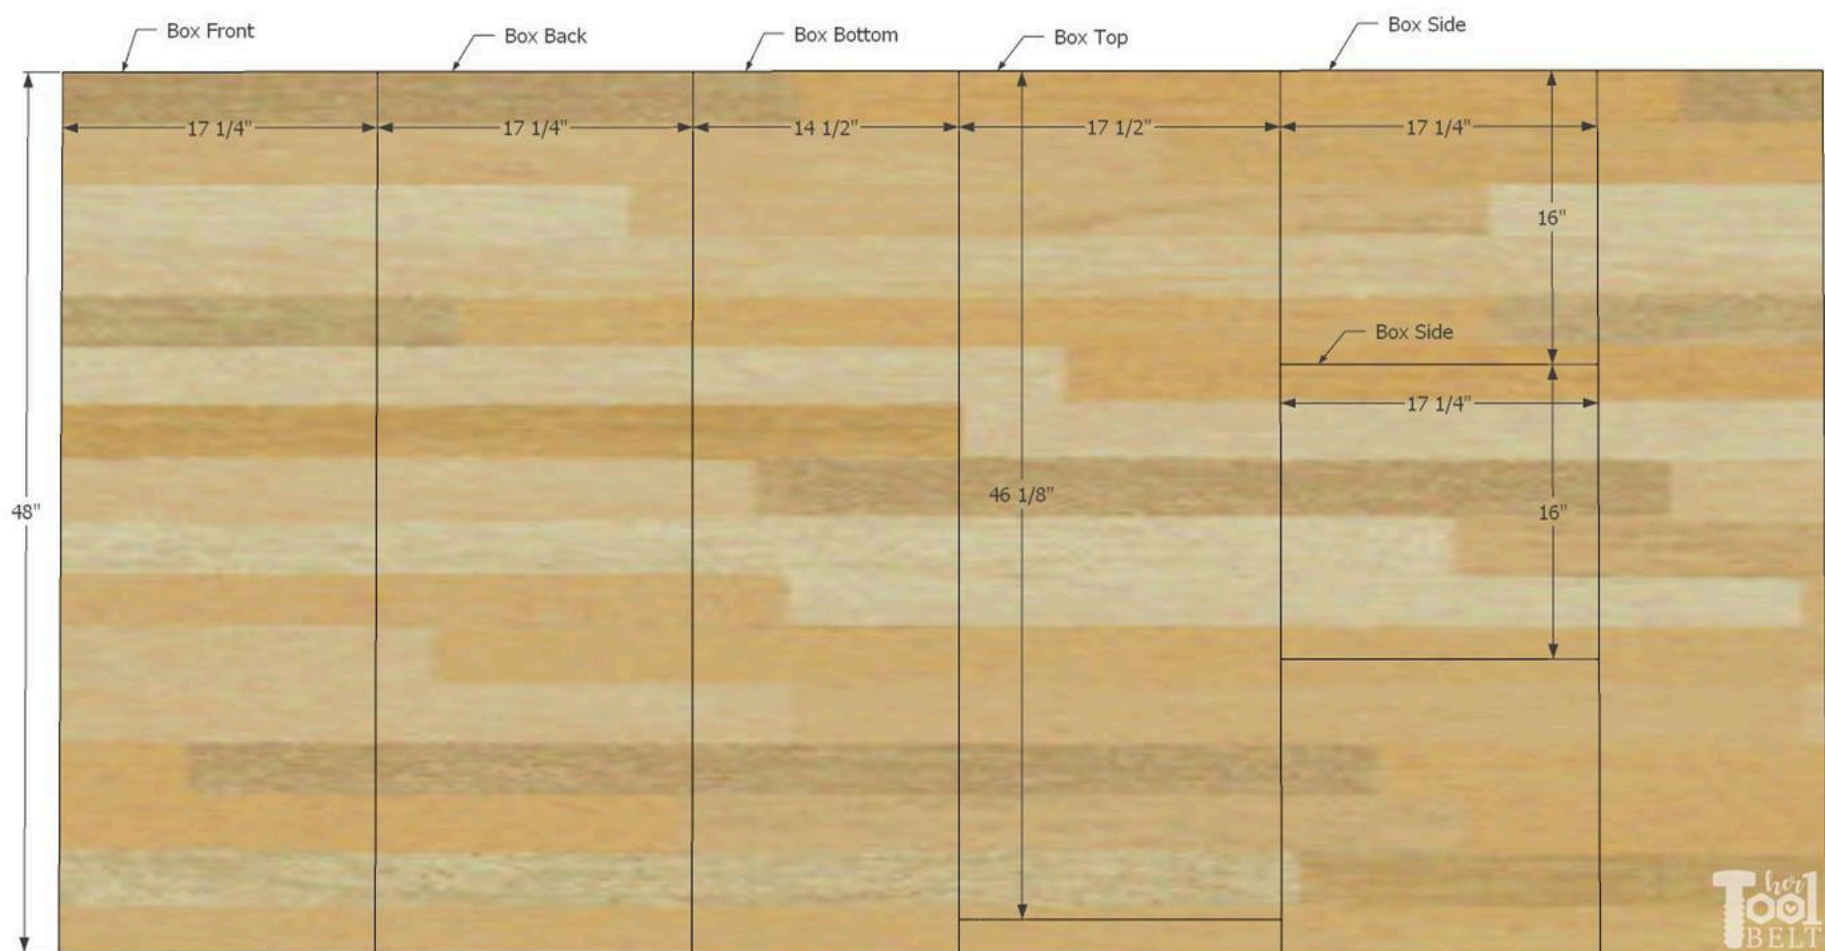 Box Front
Box Back
Box Bottom
Box Top
Box Side
17 1/4"
17 1/4"
14 1/2"
17 1/2"
17 1/4"
16"
Box Side
17 1/4"
46 1/8"
48"
16"
her
Tool
BELT